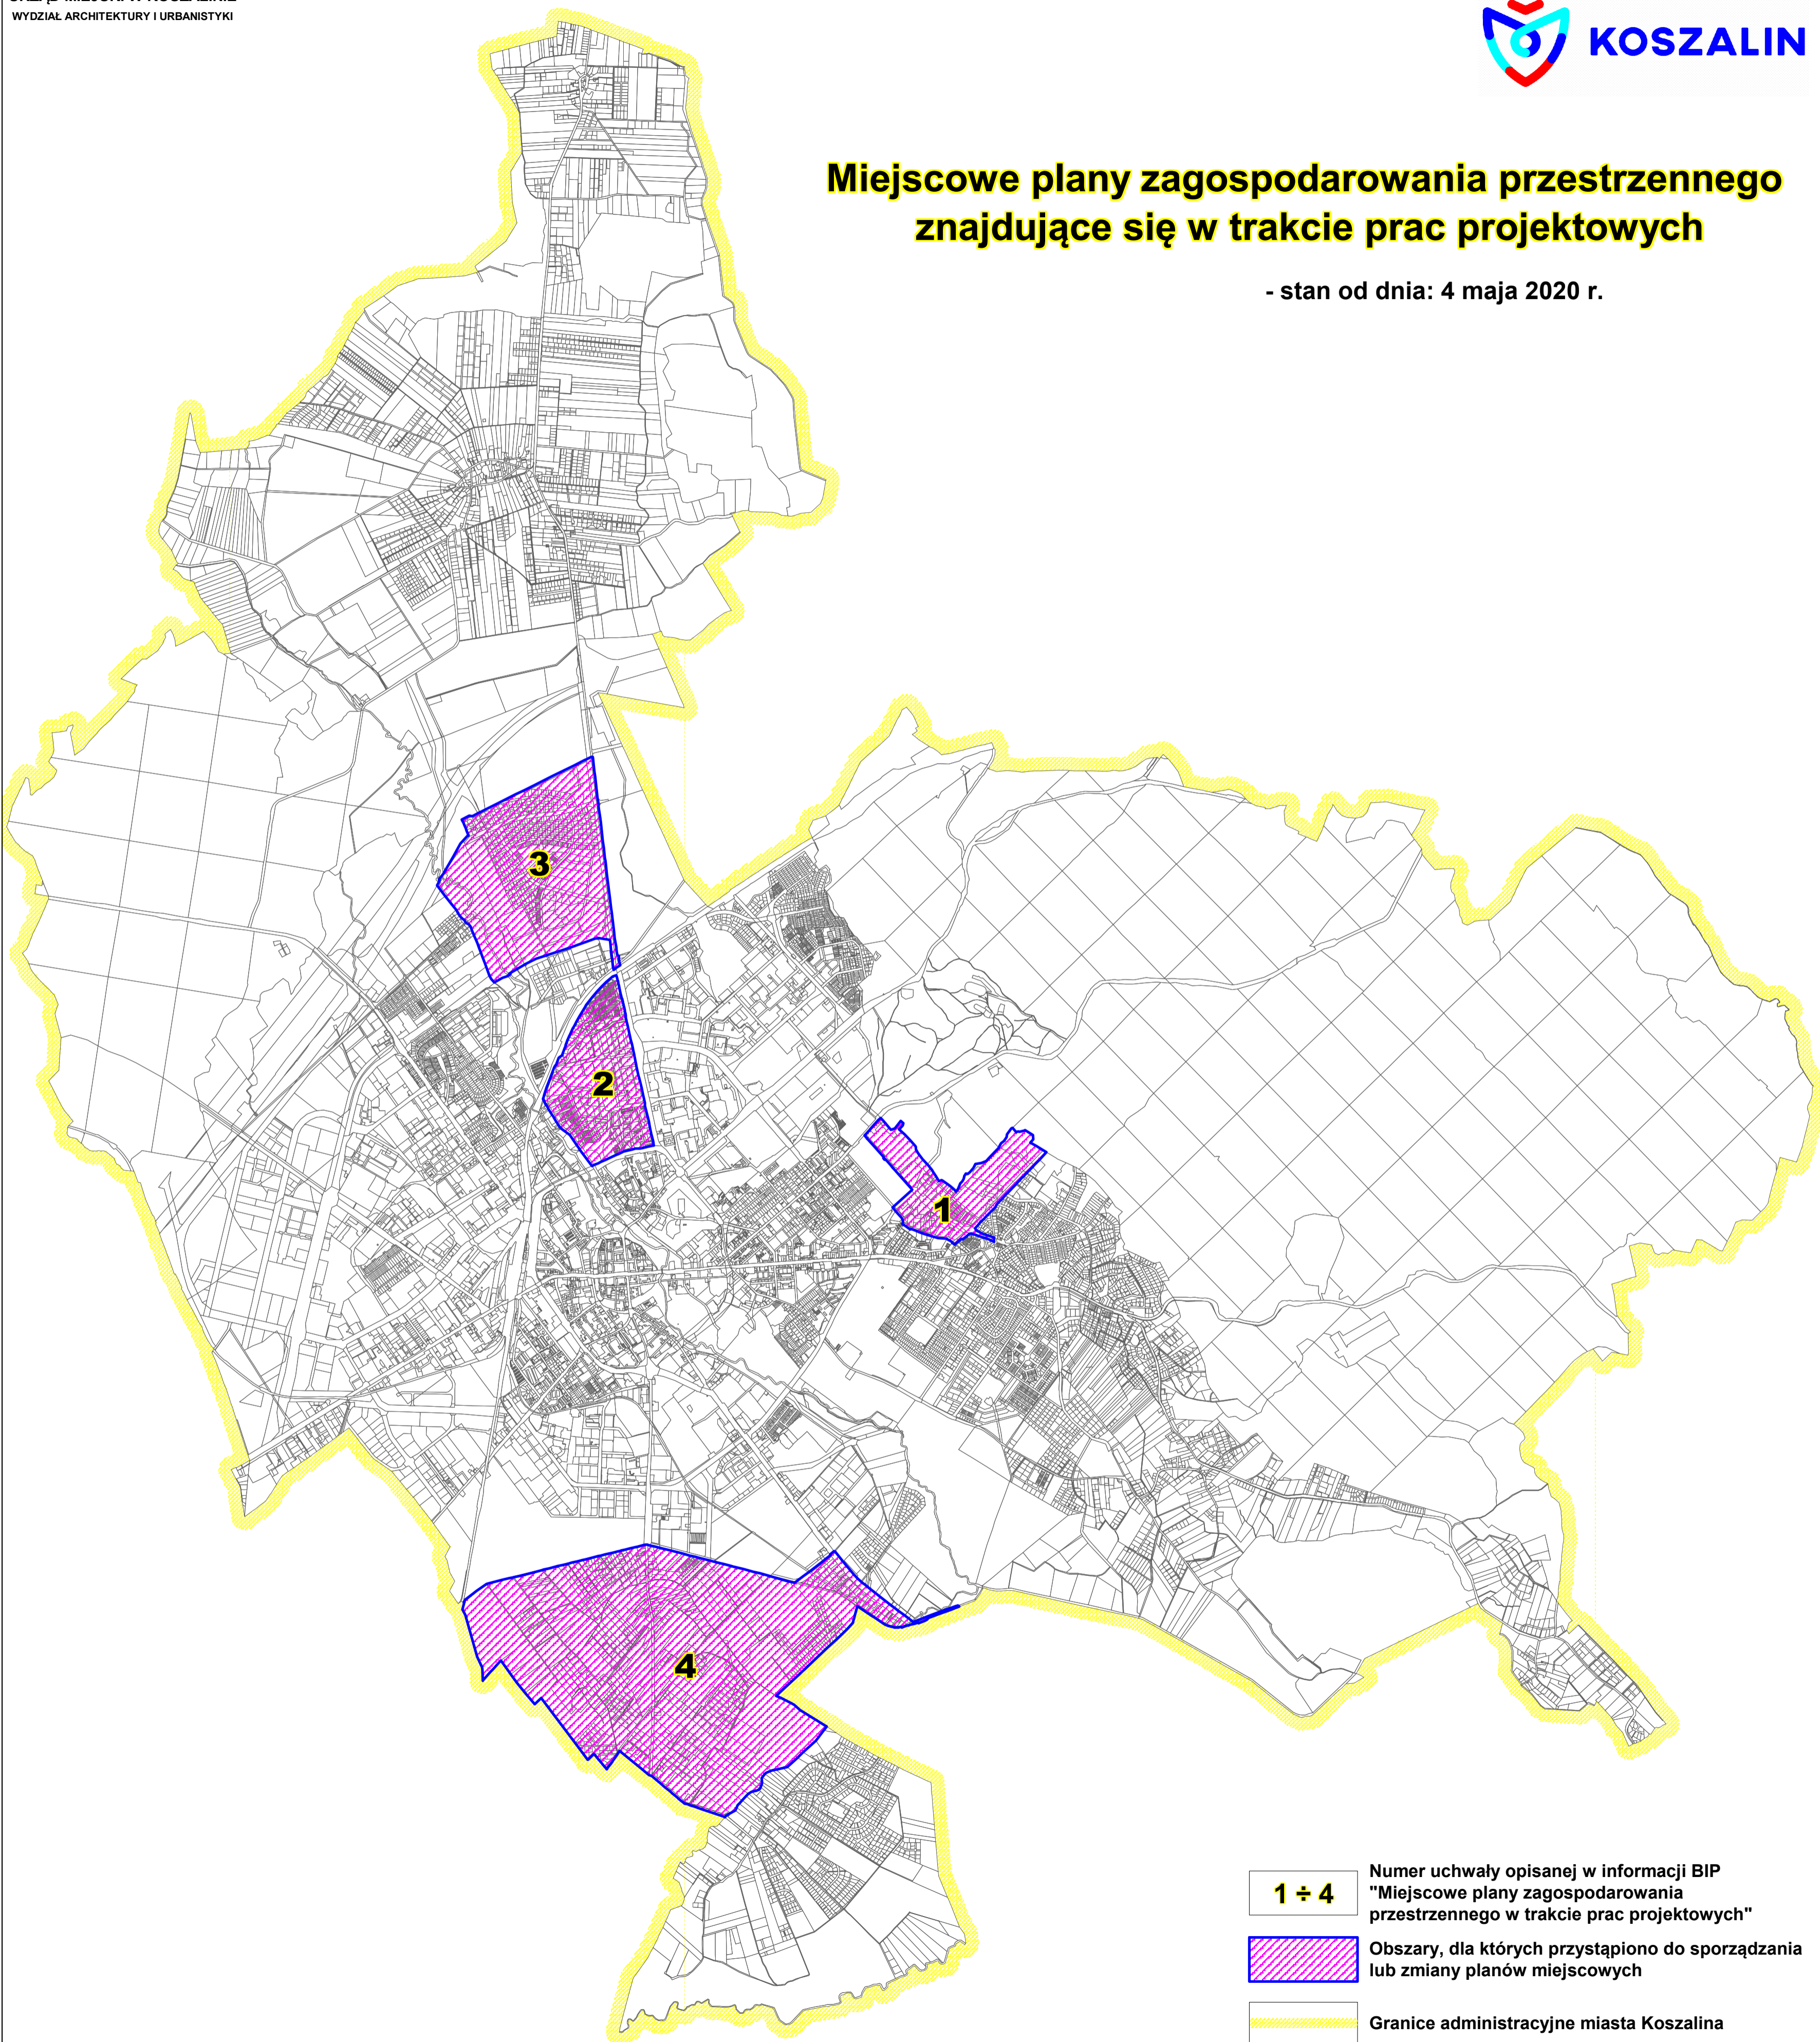 WYDZIAŁ ARCHITEKTURY I URBANISTYKI
KOSZALIN
Miejscowe plany zagospodarowania przestrzennego
znajdujące się w trakcie prac projektowych
- stan od dnia: 4 maja 2020 r.
3
2
1
4
1 ÷ 4
Numer uchwały opisanej w informacji BIP
"Miejscowe plany zagospodarowania
przestrzennego w trakcie prac projektowych"
Obszary, dla których przystąpiono do sporządzania
lub zmiany planów miejscowych
Granice administracyjne miasta Koszalina